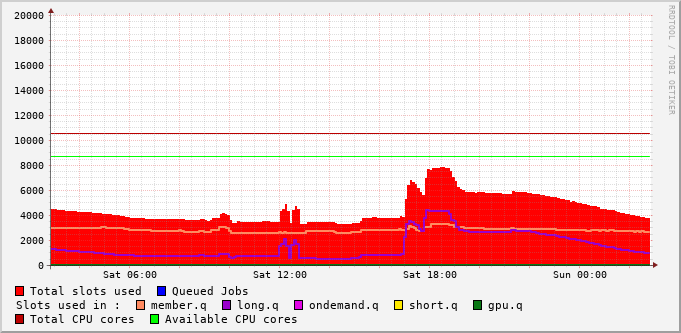 RRDTOOL / TOBI OETIKER
20000
18000
16000
14000
12000
10000
8000
6000
4000
2000
0
Sat 06:00 Sat 12:00 Sat 18:00 Sun 00:00
Total slots used Queued Jobs
Slots used in : member.q long.q ondemand.q short.q gpu.q
Total CPU cores Available CPU cores